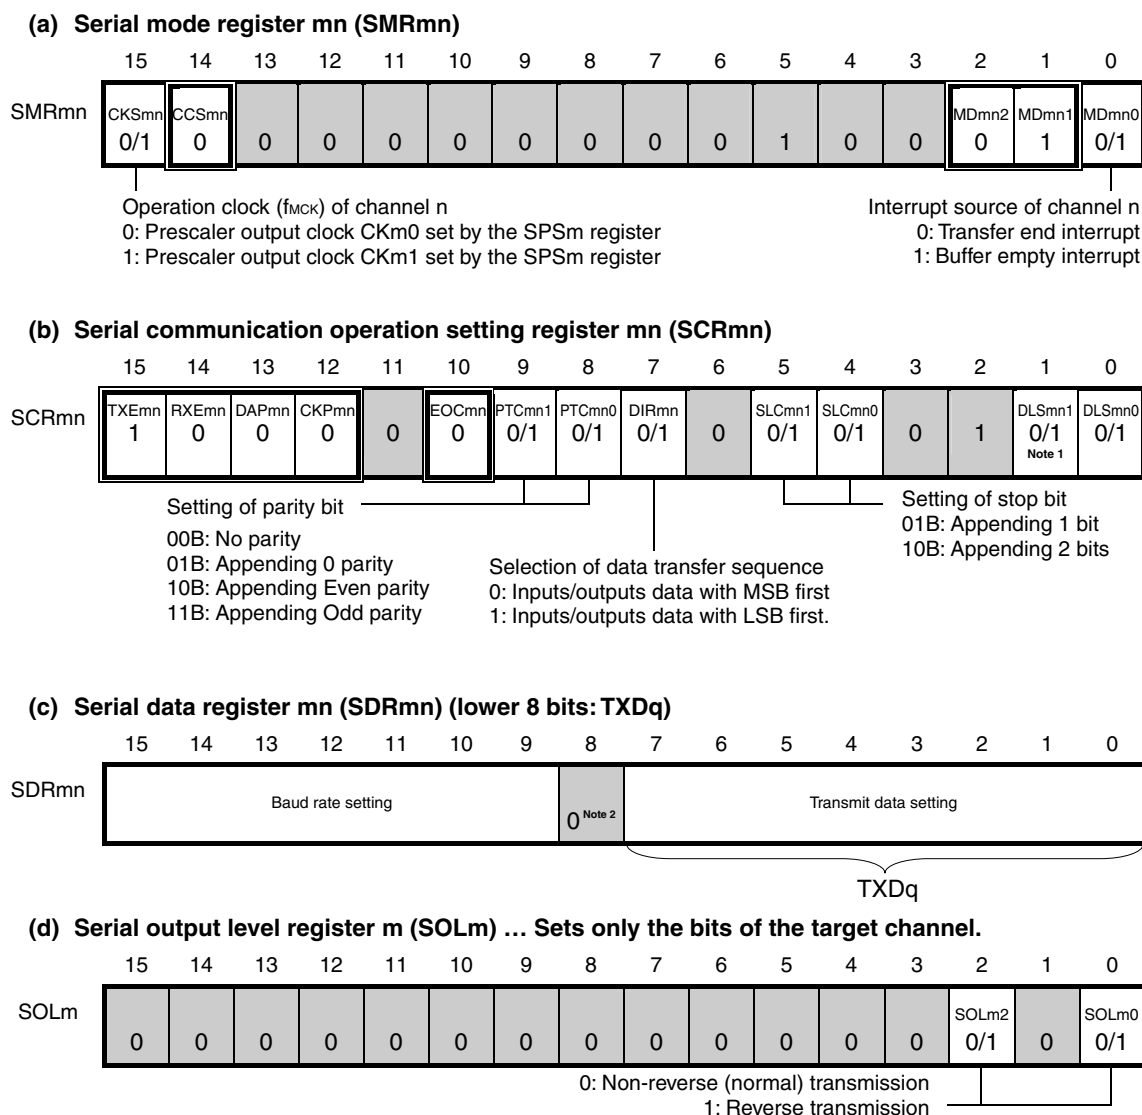 (a) Serial mode register mn (SMRmn)
15 14 13 12 11 10 9 8 7 6 5 4 3 2 1 0
SMRmn CKSmn CCSmn MDmn2 MDmn1 MDmn0
0/1 0 0 0 0 0 0 0 0 0 1 0 0 0 1 0/1
Operation clock (fMCK) of channel n
0: Prescaler output clock CKm0 set by the SPSm register
1: Prescaler output clock CKm1 set by the SPSm register
Interrupt source of channel n
0: Transfer end interrupt
1: Buffer empty interrupt
(b) Serial communication operation setting register mn (SCRmn)
15 14 13 12 11 10 9 8 7 6 5 4 3 2 1 0
SCRmn TXEmn RXEmn DAPmn CKPmn EOCmn PTCmn1 PTCmn0 DIRmn SLCmn1 SLCmn0 DLSmn1 DLSmn0
1 0 0 0 0 0 0/1 0/1 0/1 0 0/1 0/1 0 1 0/1 0/1
Note 1
Setting of parity bit
00B: No parity
01B: Appending 0 parity
10B: Appending Even parity
11B: Appending Odd parity
Selection of data transfer sequence
0: Inputs/outputs data with MSB first
1: Inputs/outputs data with LSB first.
Setting of stop bit
01B: Appending 1 bit
10B: Appending 2 bits
(c) Serial data register mn (SDRmn) (lower 8 bits: TXDq)
15 14 13 12 11 10 9 8 7 6 5 4 3 2 1 0
SDRmn Baud rate setting 0 Note 2 Transmit data setting
TXDq
(d) Serial output level register m (SOLm) … Sets only the bits of the target channel.
15 14 13 12 11 10 9 8 7 6 5 4 3 2 1 0
SOLm SOLm2 SOLm0
0 0 0 0 0 0 0 0 0 0 0 0 0 0/1 0 0/1
0: Non-reverse (normal) transmission
1: Reverse transmission